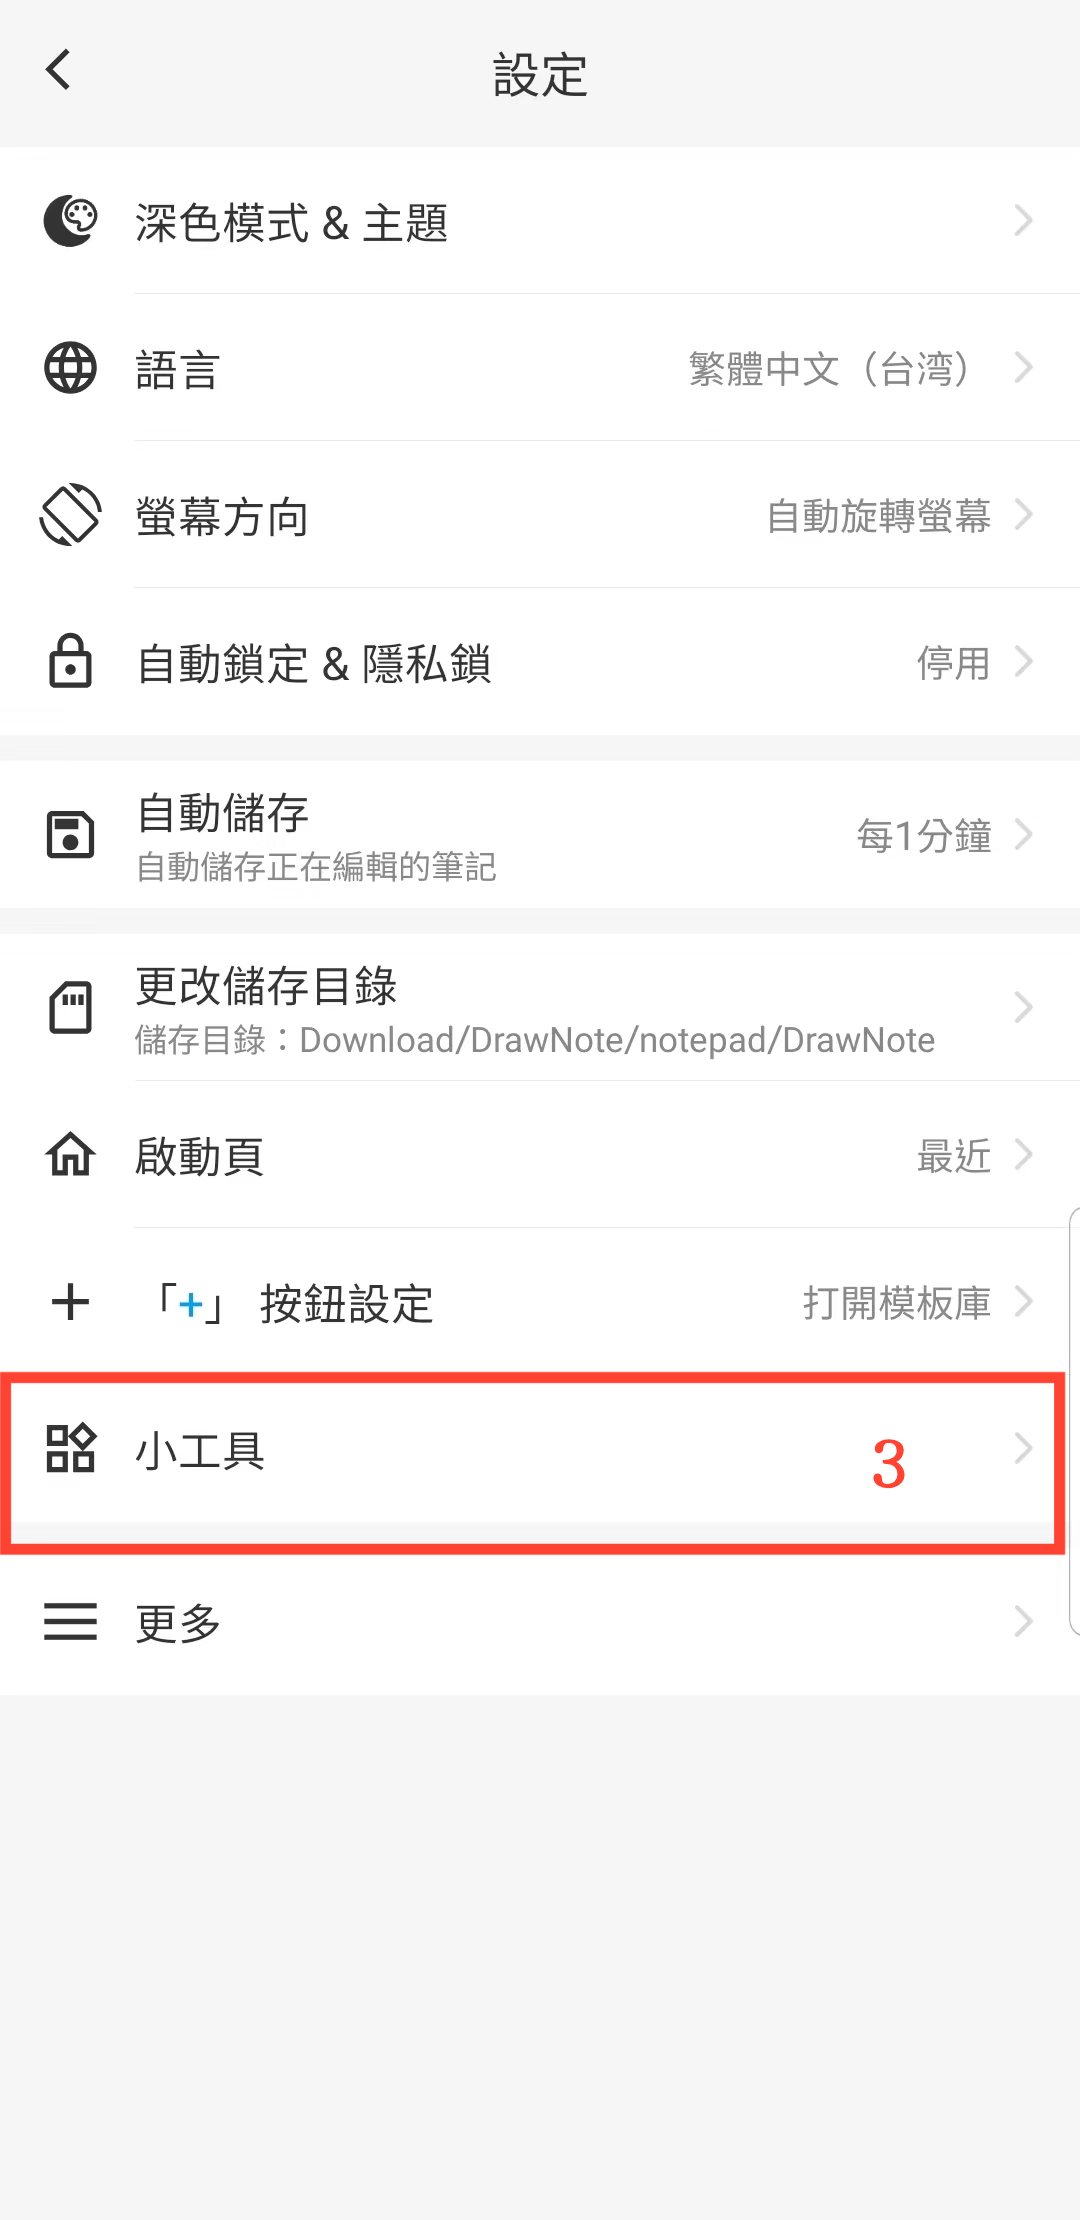 設定
深色模式 & 主題
語言 繁體中文（台湾）
螢幕方向 自動旋轉螢幕
自動鎖定 & 隱私鎖 停用
自動儲存 每1分鐘
自動儲存正在編輯的筆記
更改儲存目錄
儲存目錄：Download/DrawNote/notepad/DrawNote
啟動頁 最近
「+」 按鈕設定 打開模板庫
小工具 3
更多